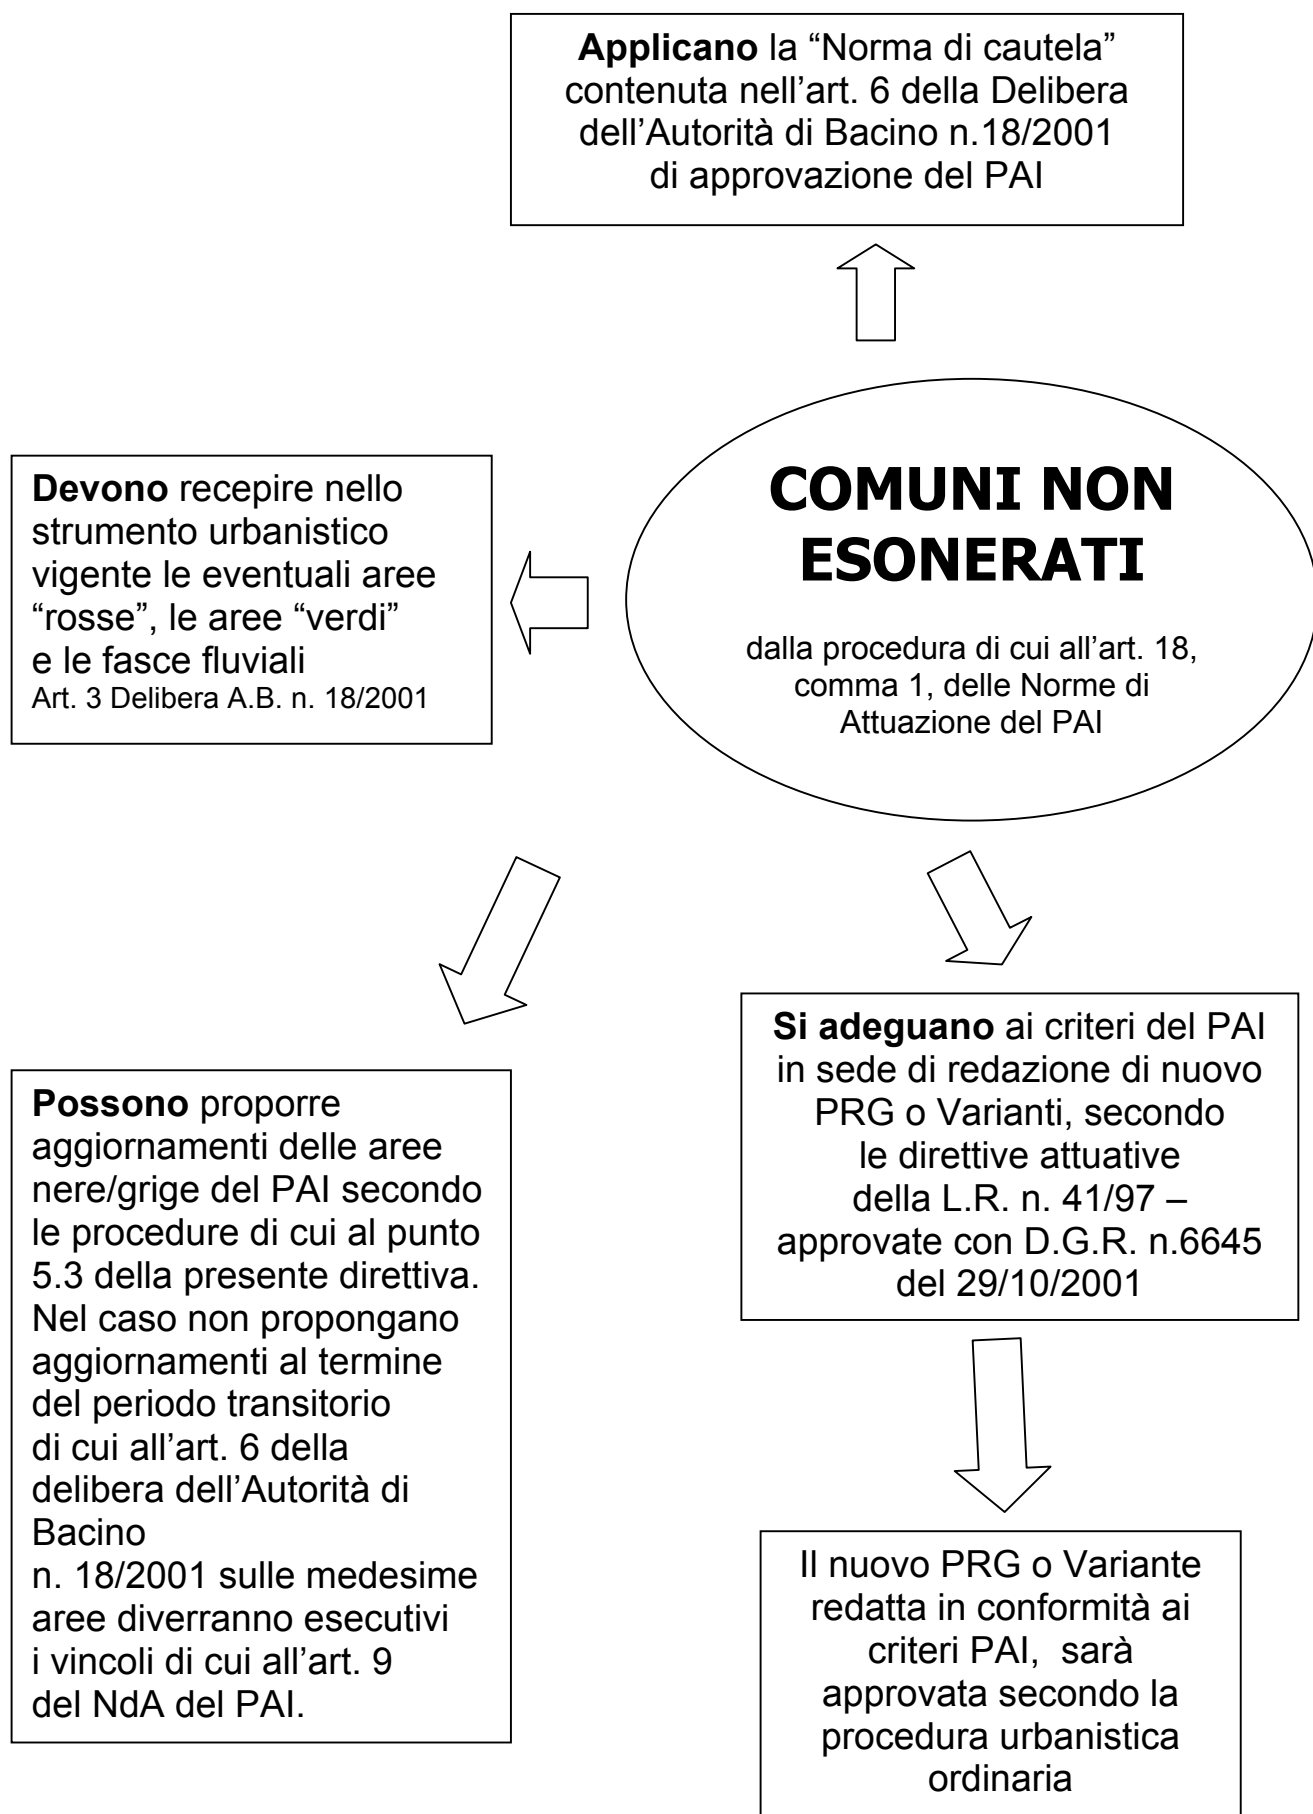 Applicano la “Norma di cautela”
contenuta nell’art. 6 della Delibera
dell’Autorità di Bacino n.18/2001
di approvazione del PAI
COMUNI NON
ESONERATI
dalla procedura di cui all’art. 18,
comma 1, delle Norme di
Attuazione del PAI
Devono recepire nello
strumento urbanistico
vigente le eventuali aree
“rosse”, le aree “verdi”
e le fasce fluviali
Art. 3 Delibera A.B. n. 18/2001
Possono proporre
aggiornamenti delle aree
nere/grige del PAI secondo
le procedure di cui al punto
5.3 della presente direttiva.
Nel caso non propongano
aggiornamenti al termine
del periodo transitorio
di cui all’art. 6 della
delibera dell’Autorità di
Bacino
n. 18/2001 sulle medesime
aree diverranno esecutivi
i vincoli di cui all’art. 9
del NdA del PAI.
Si adeguano ai criteri del PAI
in sede di redazione di nuovo
PRG o Varianti, secondo
le direttive attuative
della L.R. n. 41/97 –
approvate con D.G.R. n.6645
del 29/10/2001
Il nuovo PRG o Variante
redatta in conformità ai
criteri PAI,  sarà
approvata secondo la
procedura urbanistica
ordinaria